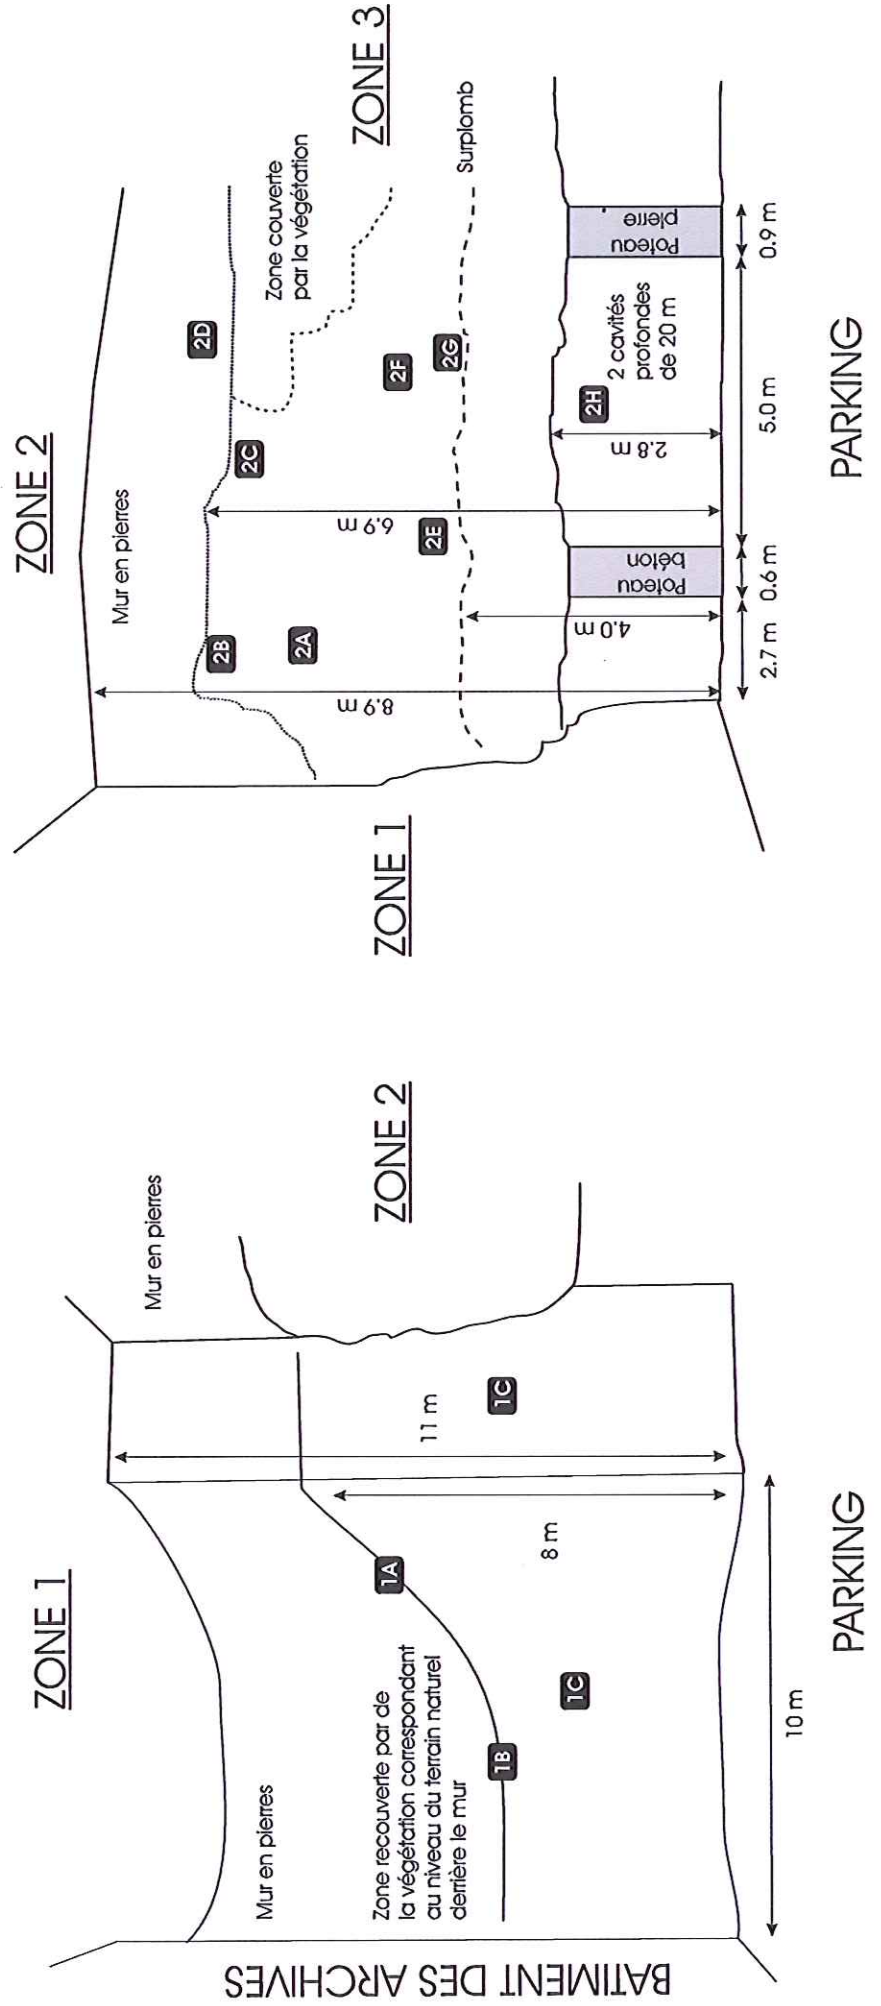 ZONE 1
Mur en pierres
Mur en pierres
Zone recouverte par de
la végétation correspondant
au niveau du terrain naturel
derrière le mur
BATIMENT DES ARCHIVES
1A
1B
1C
1C
11 m
8 m
10 m
ZONE 2
PARKING
ZONE 2
Mur en pierres
ZONE 1
ZONE 3
Zone couverte
par la végétation
Surplomb
2A
2B
2C
2D
2E
2F
2G
2H
8.9 m
6.9 m
4.0 m
2.8 m
2 cavités
profondes
de 20 m
Poteau
béton
Poteau
pierre
2.7 m
0.6 m
5.0 m
0.9 m
PARKING